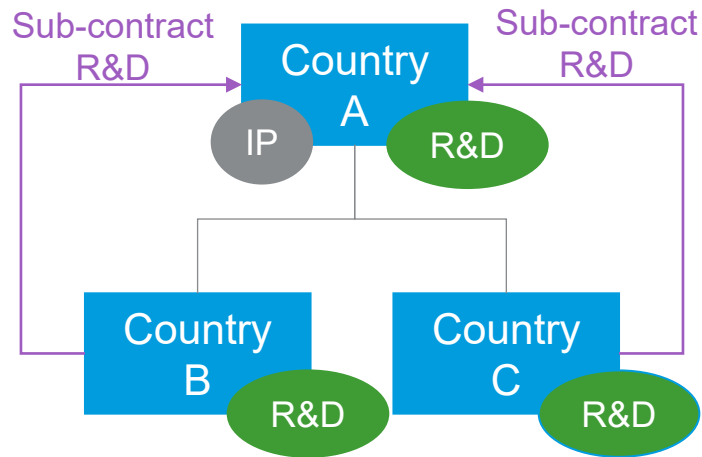 Sub-contract
R&D
Country
A
Sub-contract
R&D
IP
R&D
Country
B
Country
C
R&D
R&D